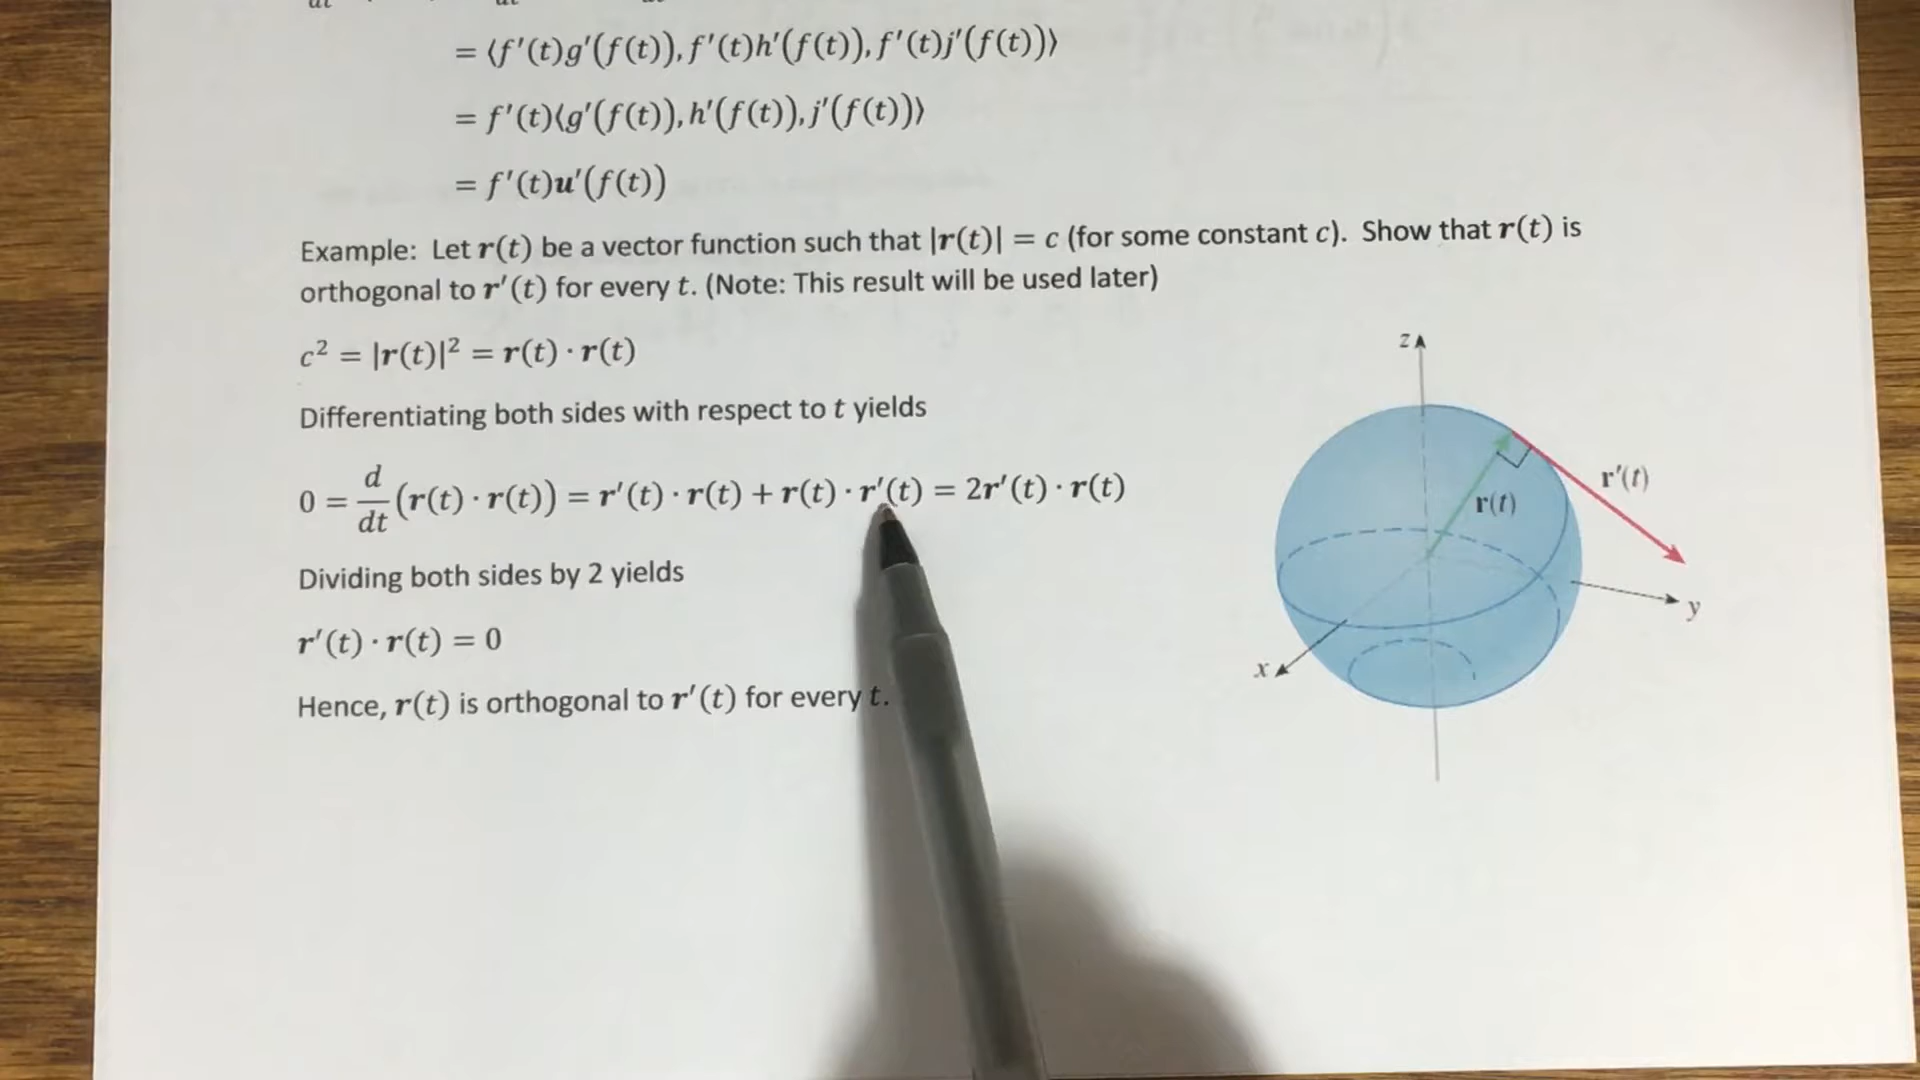 = ⟨f′(t)g′(f(t)), f′(t)h′(f(t)), f′(t)j′(f(t))⟩
= f′(t)⟨g′(f(t)), h′(f(t)), j′(f(t))⟩
= f′(t)u′(f(t))
Example: Let r(t) be a vector function such that |r(t)| = c (for some constant c). Show that r(t) is
orthogonal to r′(t) for every t. (Note: This result will be used later)
c² = |r(t)|² = r(t) · r(t)
Differentiating both sides with respect to t yields
0 = d/dt (r(t) · r(t)) = r′(t) · r(t) + r(t) · r′(t) = 2r′(t) · r(t)
Dividing both sides by 2 yields
r′(t) · r(t) = 0
Hence, r(t) is orthogonal to r′(t) for every t.
z
r′(t)
r(t)
y
x